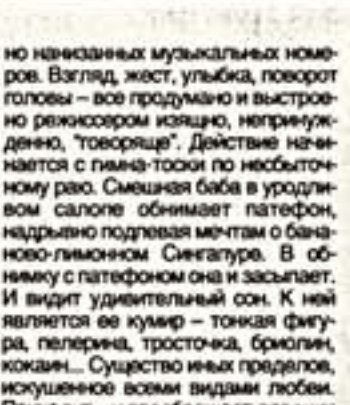 но нанизанных музыкальных номе-
ров. Взгляд, жест, улыбка, поворот
головы – все продумано и выстрое-
но режиссером изящно, непринуж-
денно, "говоряще". Действие начи-
нается с гимна-тоски по несбыточ-
ному раю. Смешная баба в уродли-
вом салопе обнимает патефон,
надрывно подпевая мечтам о бана-
ново-лимонном Сингапуре. В об-
нимку с патефоном она и засыпает.
И видит удивительный сон. К ней
является ее кумир – тонкая фигу-
ра, пелерина, тросточка, бриолин,
кокаин... Существо иных пределов,
искушенное всеми видами любви.